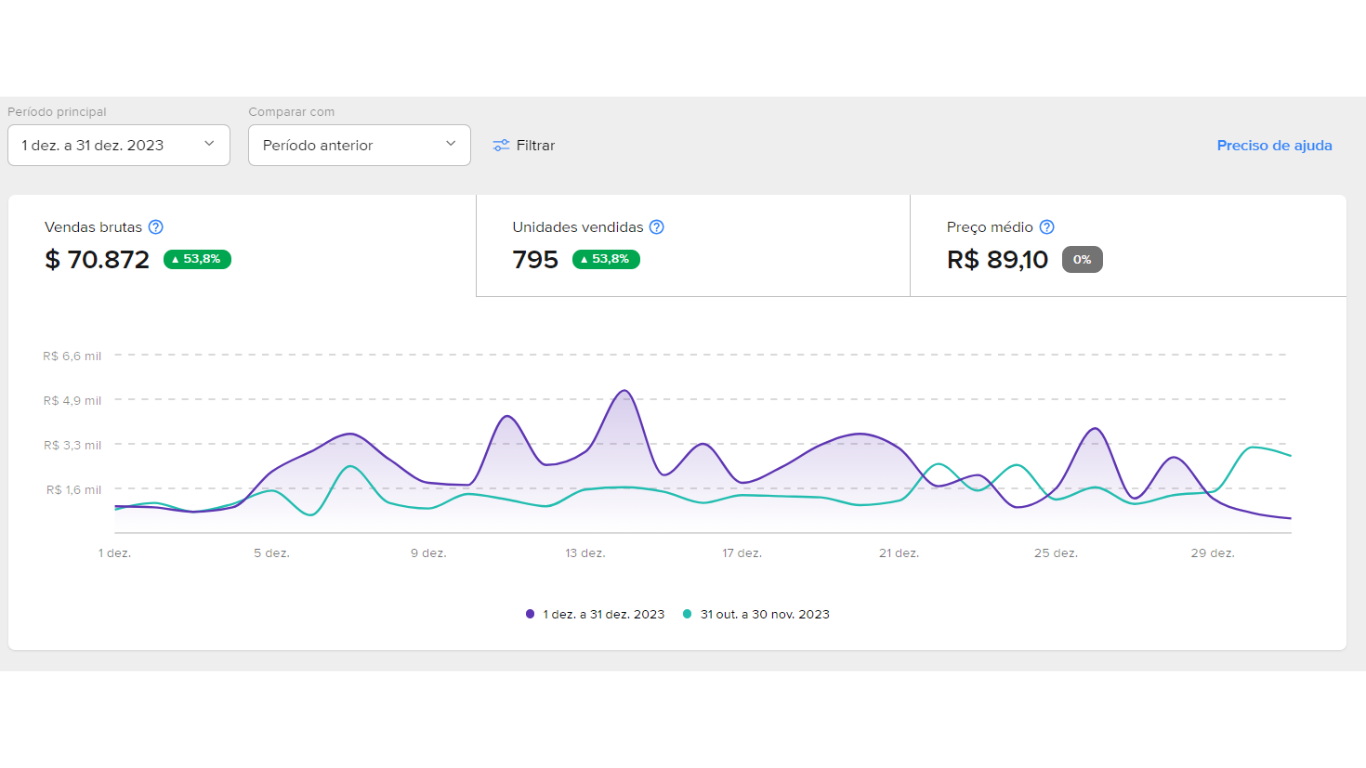 Período principal
Comparar com
1 dez. a 31 dez. 2023
Período anterior
Filtrar
Preciso de ajuda
Vendas brutas ?
$ 70.872 ▲ 53,8%
Unidades vendidas ?
795 ▲ 53,8%
Preço médio ?
R$ 89,10 0%
R$ 6,6 mil
R$ 4,9 mil
R$ 3,3 mil
R$ 1,6 mil
1 dez. 5 dez. 9 dez. 13 dez. 17 dez. 21 dez. 25 dez. 29 dez.
1 dez. a 31 dez. 2023 31 out. a 30 nov. 2023